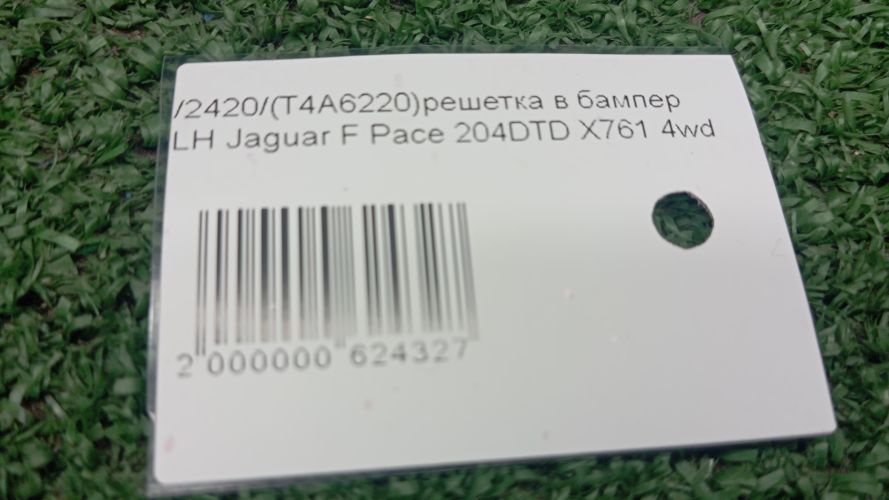 /2420/(T4A6220)решетка в бампер
LH Jaguar F Pace 204DTD X761 4wd
2 000000 624327